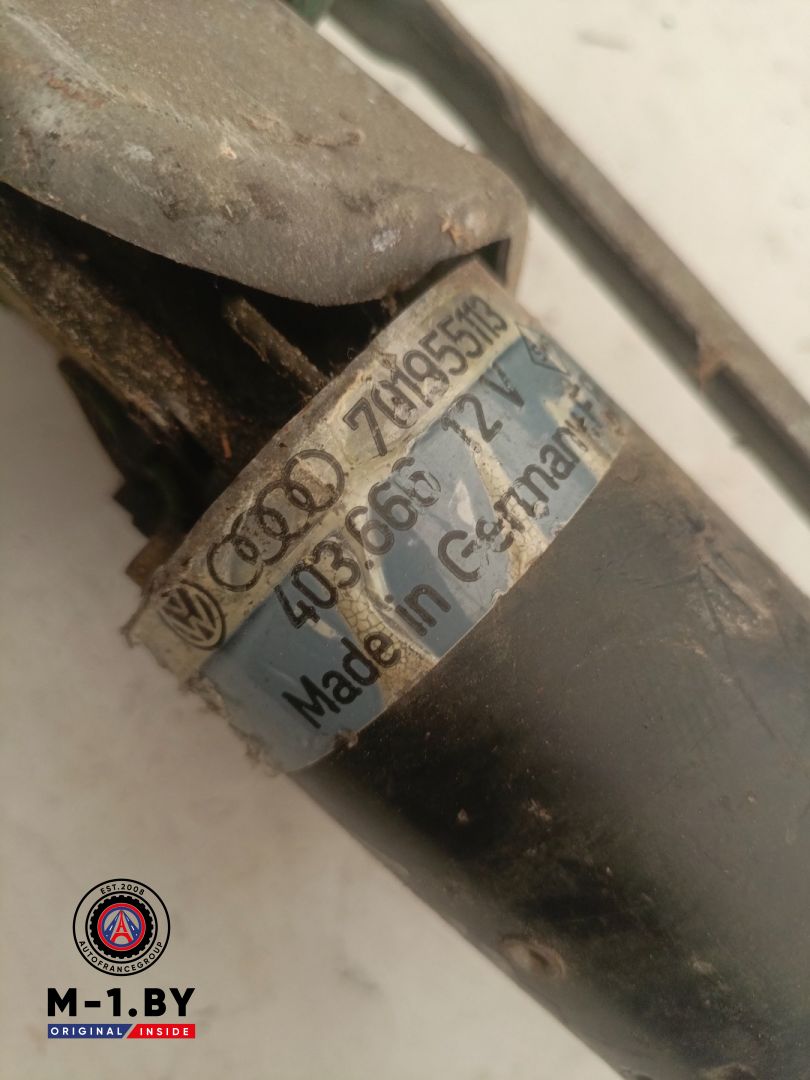 701955113
403.666 12 V
Made in Germany
EST.2008
AUTOFRANCEGROUP
M-1.BY
ORIGINAL INSIDE